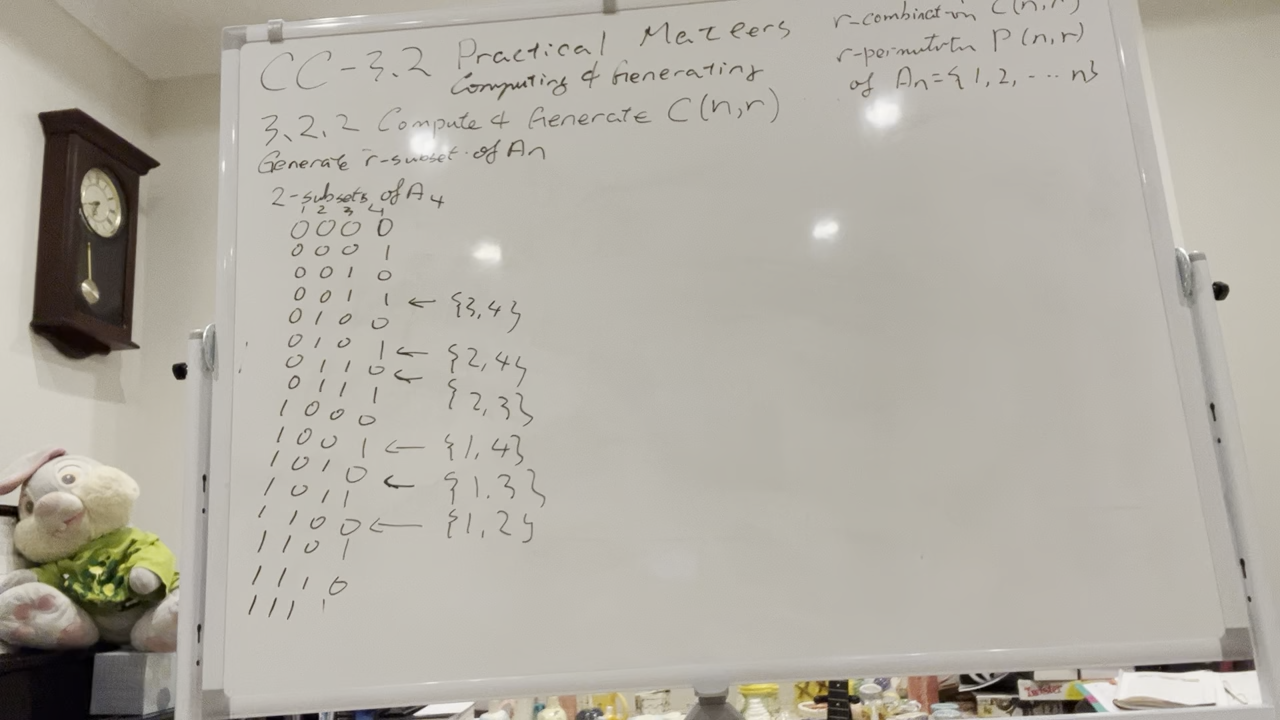 CC-3.2 Practical Matters
Computing & Generating
r-combination C(n,r)
r-permutatn P(n,r)
of An={1,2,...n}
3.2.2 Compute & Generate C(n,r)
Generate r-subset of An
2-subsets of A4
1 2 3 4
0 0 0 0
0 0 0 1
0 0 1 0
0 0 1 1 ← {3,4}
0 1 0 0
0 1 0 1 ← {2,4}
0 1 1 0 ← {2,3}
0 1 1 1
1 0 0 0
1 0 0 1 ← {1,4}
1 0 1 0 ← {1.3}
1 0 1 1
1 1 0 0 ← {1,2}
1 1 0 1
1 1 1 0
1 1 1 1
Twister